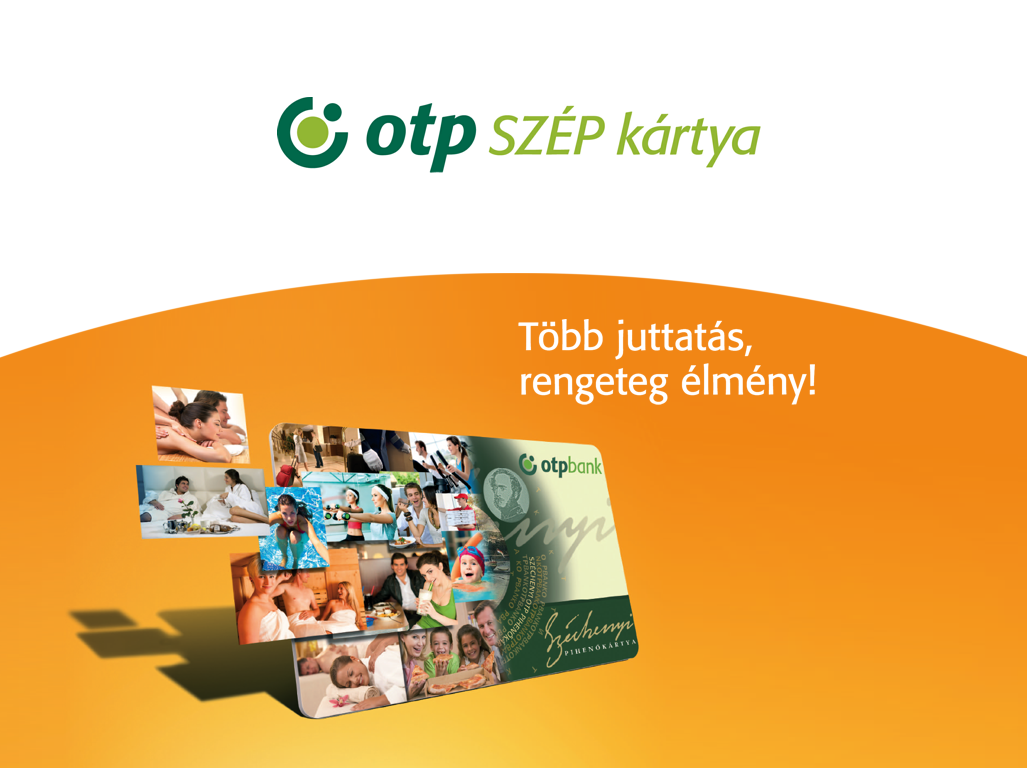 otp SZÉP kártya
Több juttatás,
rengeteg élmény!
otpbank
Széchenyi
PIHENŐKÁRTYA